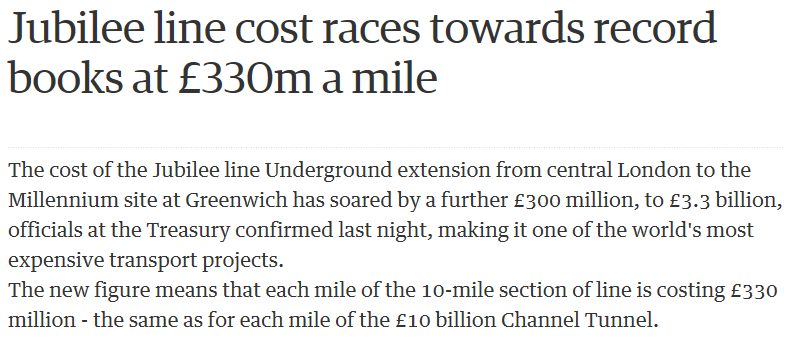 Jubilee line cost races towards record
books at £330m a mile
The cost of the Jubilee line Underground extension from central London to the
Millennium site at Greenwich has soared by a further £300 million, to £3.3 billion,
officials at the Treasury confirmed last night, making it one of the world's most
expensive transport projects.
The new figure means that each mile of the 10-mile section of line is costing £330
million - the same as for each mile of the £10 billion Channel Tunnel.